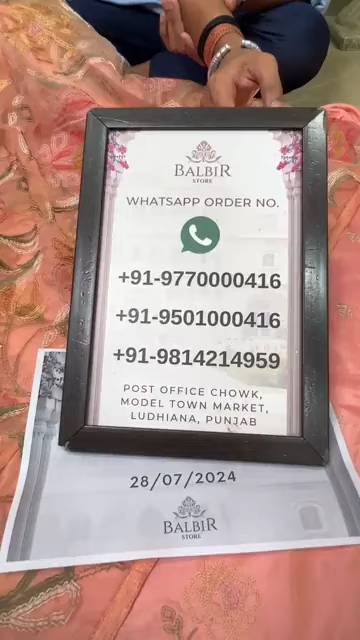 BALBIR
STORE
WHATSAPP ORDER NO.
+91-9770000416
+91-9501000416
+91-9814214959
POST OFFICE CHOWK,
MODEL TOWN MARKET,
LUDHIANA, PUNJAB
28/07/2024
BALBIR
STORE